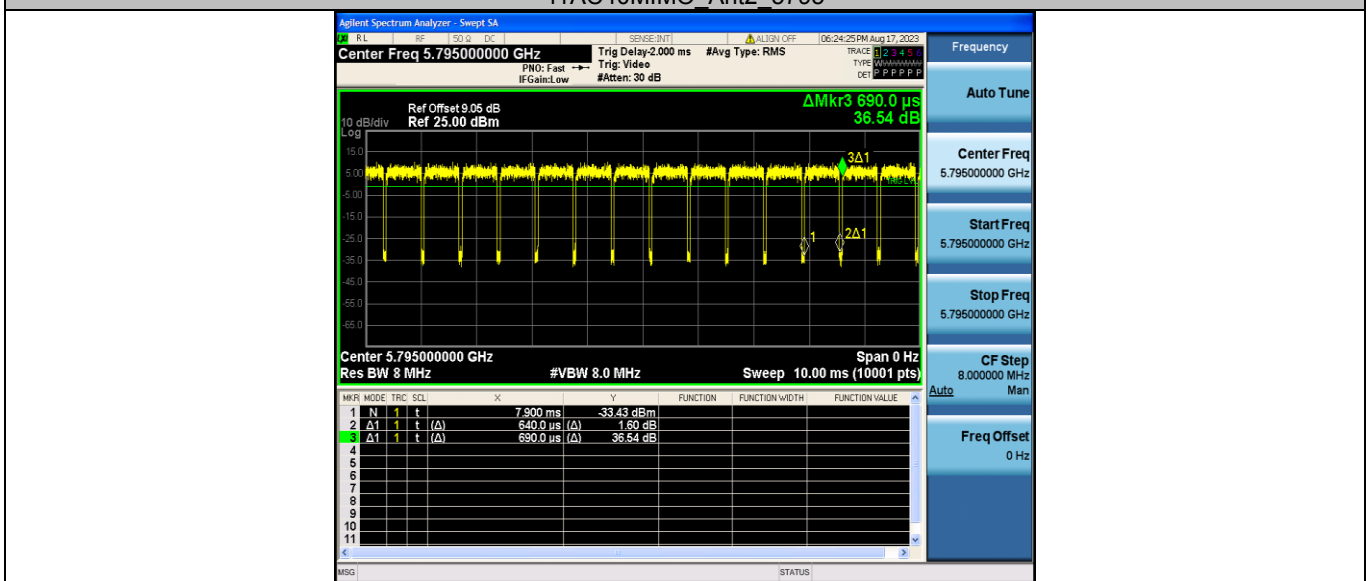 11AC40MIMO_Ant2_5795
Agilent Spectrum Analyzer - Swept SA
RL RF 50 Ω DC SENSE:INT ALIGN OFF 06:24:25 PM Aug 17, 2023
Center Freq 5.795000000 GHz
PNO: Fast
IFGain:Low
Trig Delay-2.000 ms
Trig: Video
#Atten: 30 dB
#Avg Type: RMS
TRACE 1 2 3 4 5 6
TYPE
DET P P P P P P
Ref Offset 9.05 dB
10 dB/div Ref 25.00 dBm
Log
ΔMkr3 690.0 µs
36.54 dB
15.0
5.00
-5.00
-15.0
-25.0
-35.0
-45.0
-55.0
-65.0
3Δ1
TRIG LVL
1
2Δ1
Center 5.795000000 GHz Span 0 Hz
Res BW 8 MHz #VBW 8.0 MHz Sweep 10.00 ms (10001 pts)
MKR MODE TRC SCL X Y FUNCTION FUNCTION WIDTH FUNCTION VALUE
1 N 1 t 7.900 ms -33.43 dBm
2 Δ1 1 t (Δ) 640.0 µs (Δ) 1.60 dB
3 Δ1 1 t (Δ) 690.0 µs (Δ) 36.54 dB
4
5
6
7
8
9
10
11
MSG STATUS
Frequency
Auto Tune
Center Freq
5.795000000 GHz
Start Freq
5.795000000 GHz
Stop Freq
5.795000000 GHz
CF Step
8.000000 MHz
Auto Man
Freq Offset
0 Hz